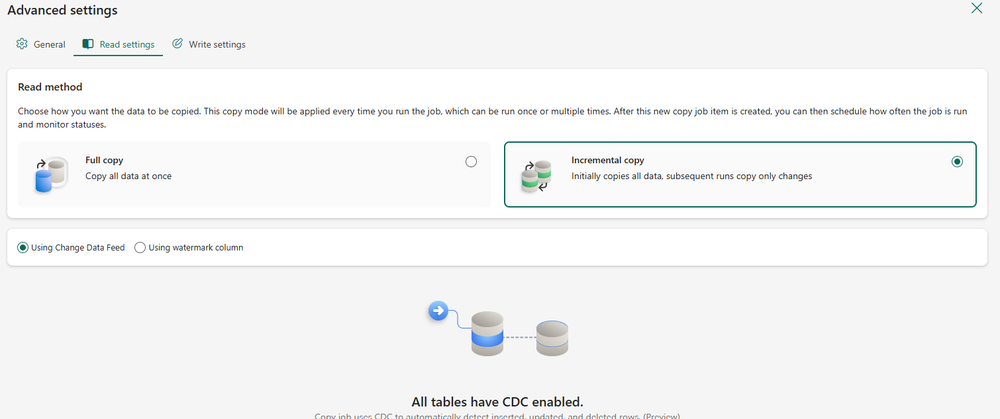 Advanced settings
General
Read settings
Write settings
Read method
Choose how you want the data to be copied. This copy mode will be applied every time you run the job, which can be run once or multiple times. After this new copy job item is created, you can then schedule how often the job is run
and monitor statuses.
Full copy
Copy all data at once
Incremental copy
Initially copies all data, subsequent runs copy only changes
Using Change Data Feed
Using watermark column
All tables have CDC enabled.
Copy job uses CDC to automatically detect inserted, updated, and deleted rows. (Preview)